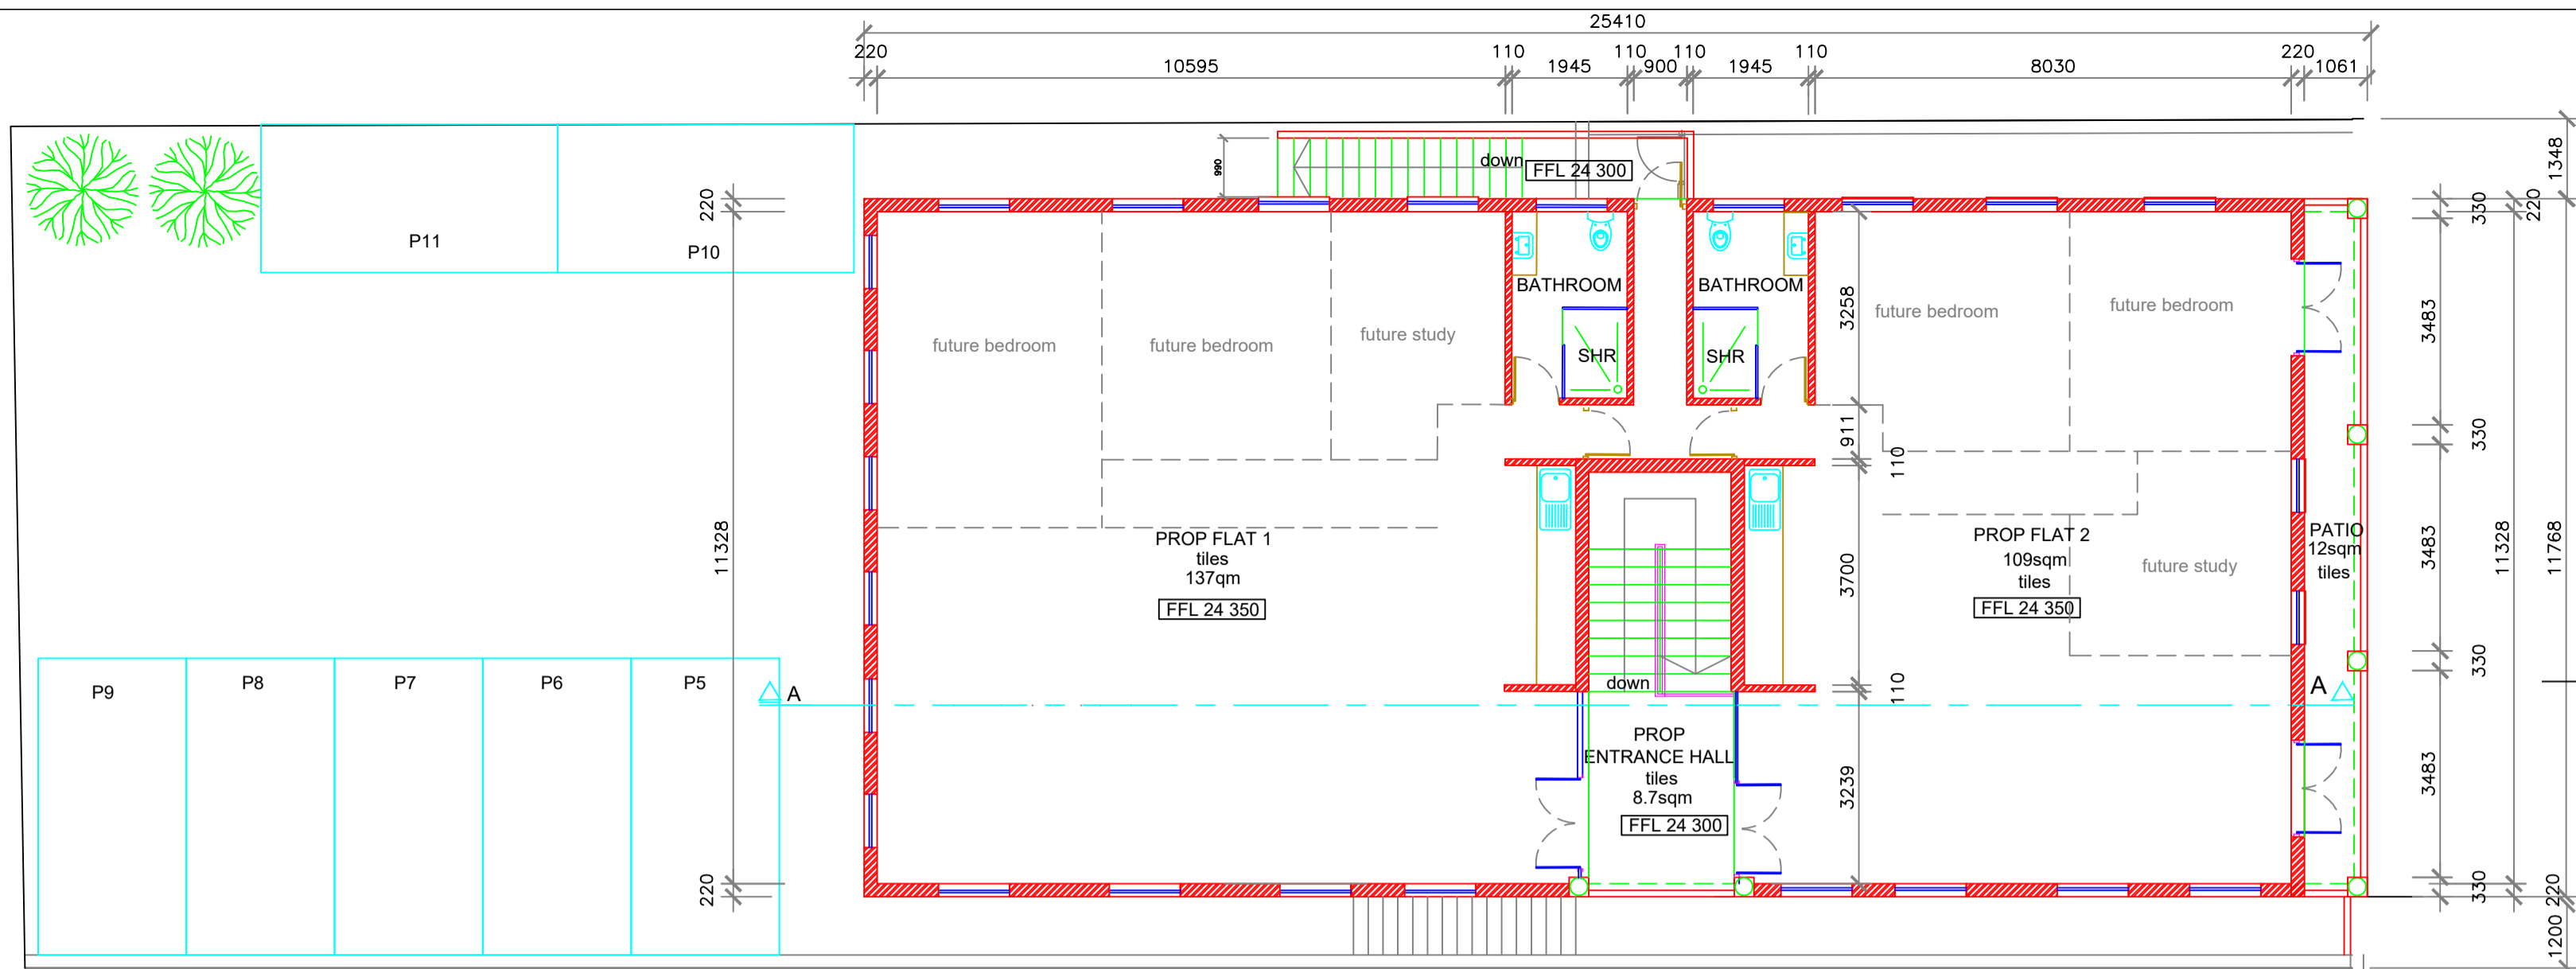 25410
220
110
110
110
110
220
10595
1945
900
1945
8030
1061
1348
990
down
FFL 24 300
220
330
220
P11
P10
BATHROOM
BATHROOM
3258
future bedroom
future bedroom
3483
future bedroom
future bedroom
future study
SHR
SHR
911
110
330
11328
PROP FLAT 1
tiles
137qm
FFL 24 350
3700
PROP FLAT 2
109sqm
tiles
FFL 24 350
future study
PATIO
12sqm
tiles
3483
11328
11768
P9
P8
P7
P6
P5
A
down
110
A
330
PROP
ENTRANCE HALL
tiles
8.7sqm
FFL 24 300
3239
3483
220
330
220
1200